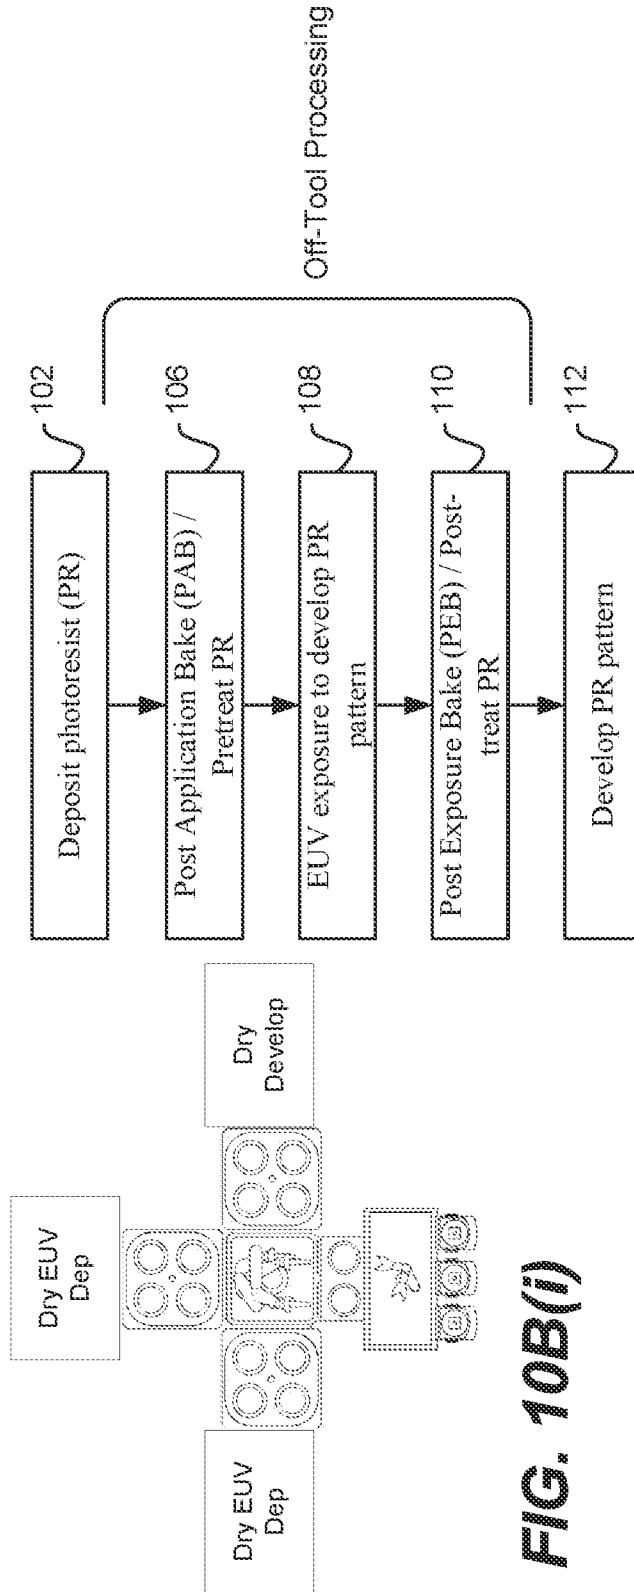 Dry EUV
Dep
Dry EUV
Dep
Dry
Develop
Deposit photoresist (PR)
102
Post Application Bake (PAB) /
Pretreat PR
106
EUV exposure to develop PR
pattern
108
Post Exposure Bake (PEB) / Post-
treat PR
110
Develop PR pattern
112
Off-Tool Processing
FIG. 10B(i)